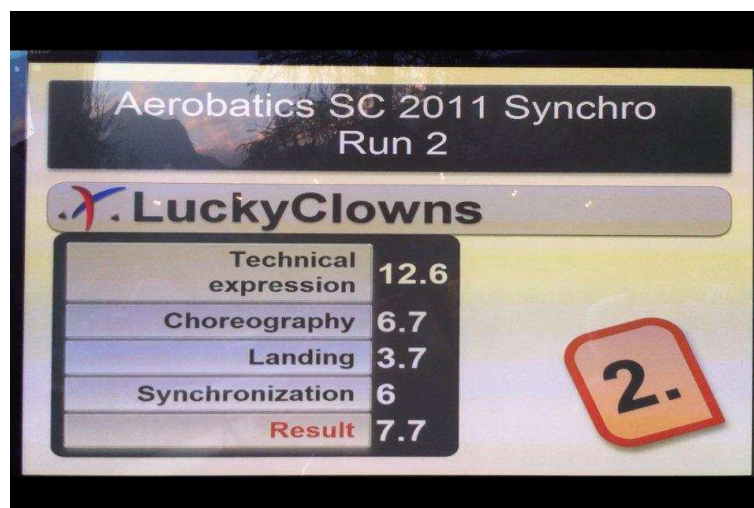 Aerobatics SC 2011 Synchro
Run 2
LuckyClowns
Technical
expression 12.6
Choreography 6.7
Landing 3.7
Synchronization 6
Result 7.7
2.